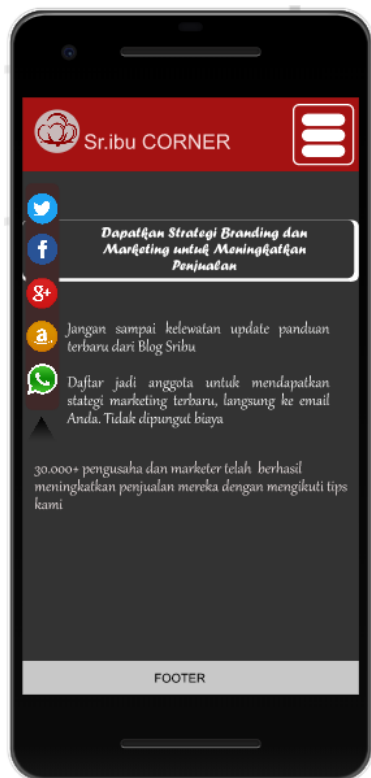 Sr.ibu CORNER
Dapatkan Strategi Branding dan
Marketing untuk Meningkatkan
Penjualan
Jangan sampai kelewatan update panduan
terbaru dari Blog Sribu
Daftar jadi anggota untuk mendapatkan
stategi marketing terbaru, langsung ke email
Anda. Tidak dipungut biaya
30.000+ pengusaha dan marketer telah berhasil
meningkatkan penjualan mereka dengan mengikuti tips
kami
FOOTER